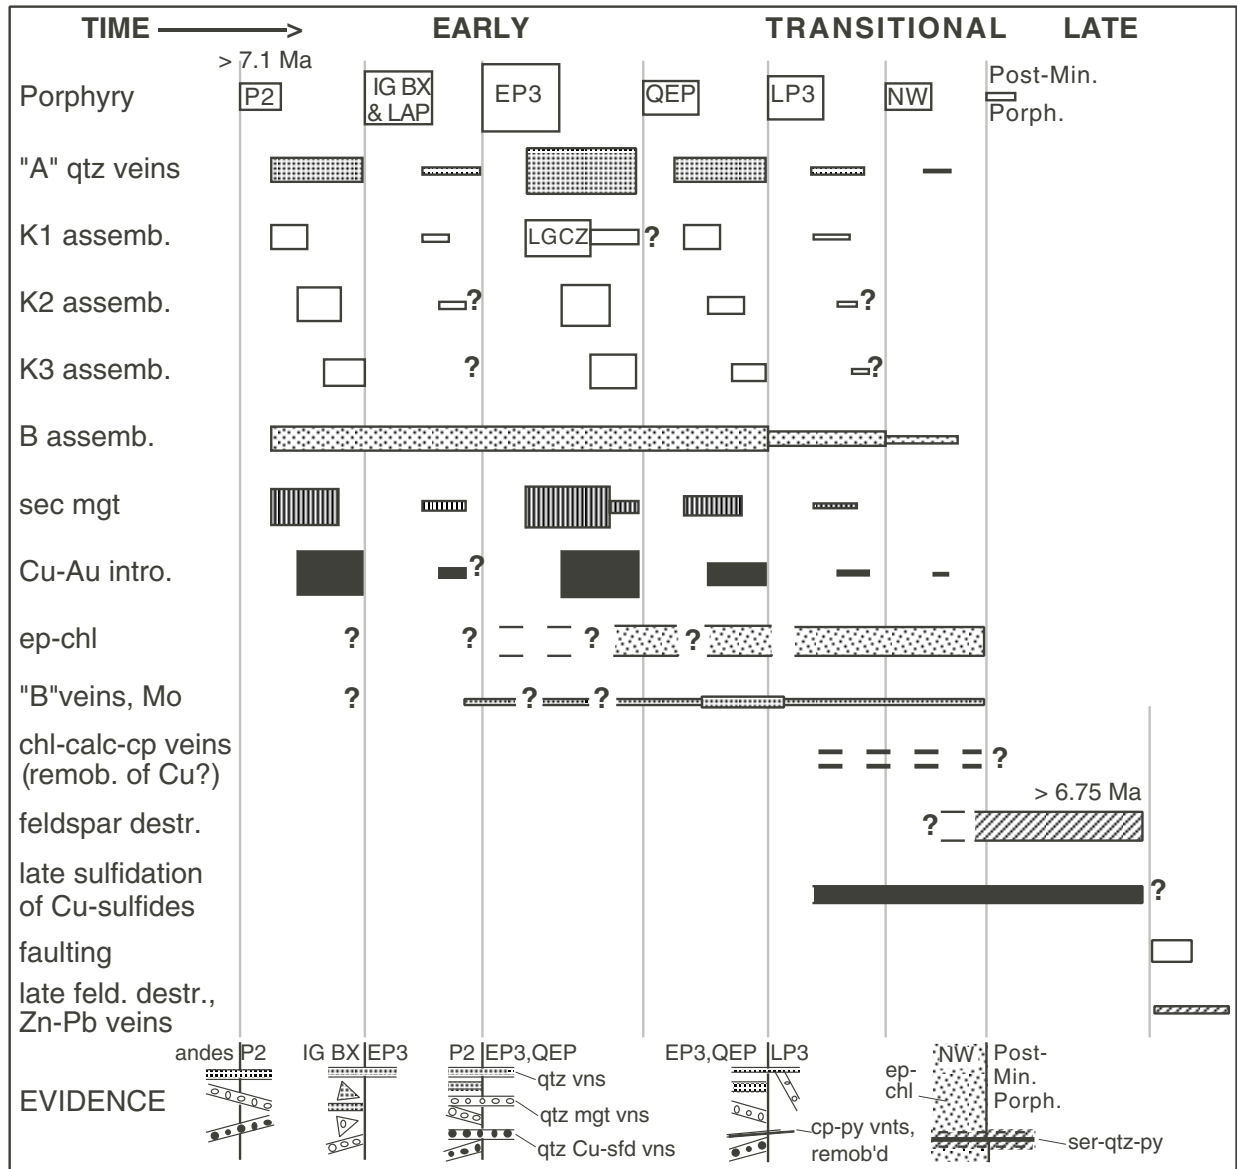 TIME EARLY TRANSITIONAL LATE
> 7.1 Ma
Porphyry P2 IG BX & LAP EP3 QEP LP3 NW Post-Min. Porph.
"A" qtz veins
K1 assemb. LGCZ ?
K2 assemb. ? ?
K3 assemb. ? ?
B assemb.
sec mgt
Cu-Au intro. ?
ep-chl ? ? ? ?
"B"veins, Mo ? ? ?
chl-calc-cp veins
(remob. of Cu?) ?
> 6.75 Ma
feldspar destr. ?
late sulfidation
of Cu-sulfides ?
faulting
late feld. destr.,
Zn-Pb veins
EVIDENCE
andes P2
IG BX EP3
P2 EP3,QEP
qtz vns
qtz mgt vns
qtz Cu-sfd vns
EP3,QEP LP3
cp-py vnts,
remob'd
ep-
chl
NW Post-
Min.
Porph.
ser-qtz-py